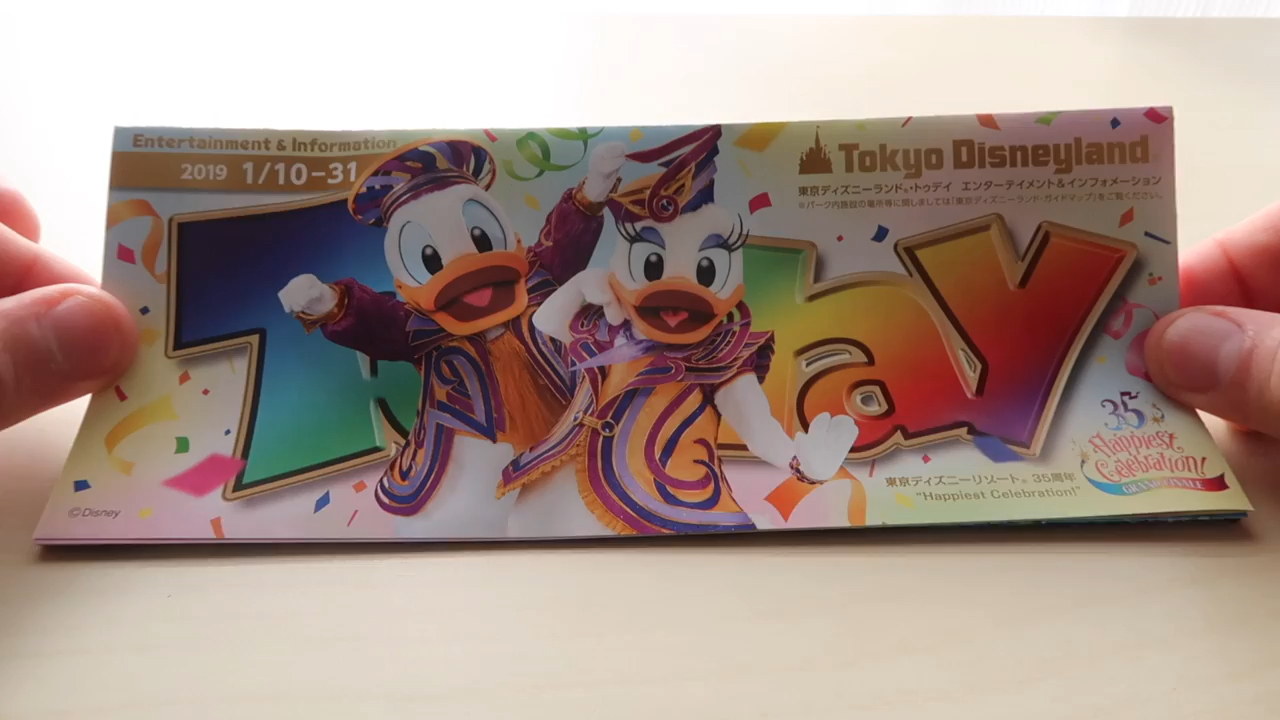 Entertainment & Information
2019 1/10-31
Tokyo Disneyland
東京ディズニーランド®・トゥデイ エンターテイメント&インフォメーション
※パーク内施設の場所等に関しましては「東京ディズニーランド・ガイドマップ」をご覧ください。
T ay
35
Happiest
Celebration!
GRAND FINALE
東京ディズニーリゾート® 35周年
"Happiest Celebration!"
©Disney